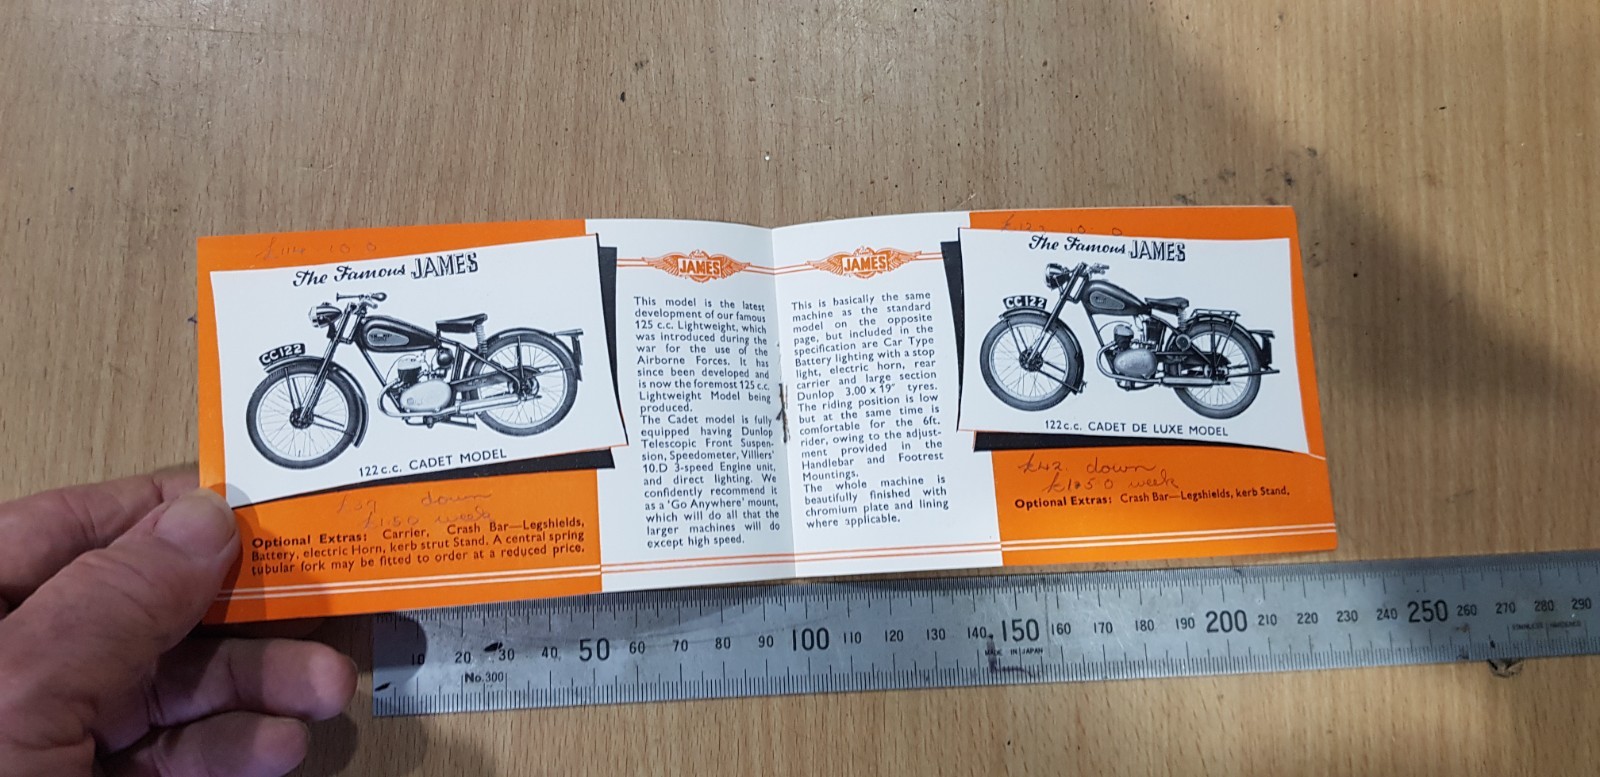 £114 10 0
The Famous JAMES
CC 122
122 c.c. CADET MODEL
£37 down
£1.50 week
Optional Extras: Carrier, Crash Bar—Legshields,
Battery, electric Horn, kerb strut Stand. A central spring
tubular fork may be fitted to order at a reduced price.
JAMES
This model is the latest
development of our famous
125 c.c. Lightweight, which
was introduced during the
war for the use of the
Airborne Forces. It has
since been developed and
is now the foremost 125 c.c.
Lightweight Model being
produced.
The Cadet model is fully
equipped having Dunlop
Telescopic Front Suspen-
sion, Speedometer, Villiers'
10.D 3-speed Engine unit,
and direct lighting. We
confidently recommend it
as a 'Go Anywhere' mount,
which will do all that the
larger machines will do
except high speed.
JAMES
This is basically the same
machine as the standard
model on the opposite
page, but included in the
specification are Car Type
Battery lighting with a stop
light, electric horn, rear
carrier and large section
Dunlop 3.00 × 19" tyres.
The riding position is low
but at the same time is
comfortable for the 6ft.
rider, owing to the adjust-
ment provided in the
Handlebar and Footrest
Mountings.
The whole machine is
beautifully finished with
chromium plate and lining
where applicable.
£123 10 0
The Famous JAMES
CC 122
122 c.c. CADET DE LUXE MODEL
£42 down
week
Optional Extras: Crash Bar—Legshields, kerb Stand,
10 20 30 40 50 60 70 80 90 100 110 120 130 140 150 160 170 180 190 200 210 220 230 240 250 260 270 280 290
No.300
MADE IN JAPAN
STAINLESS HARDENED